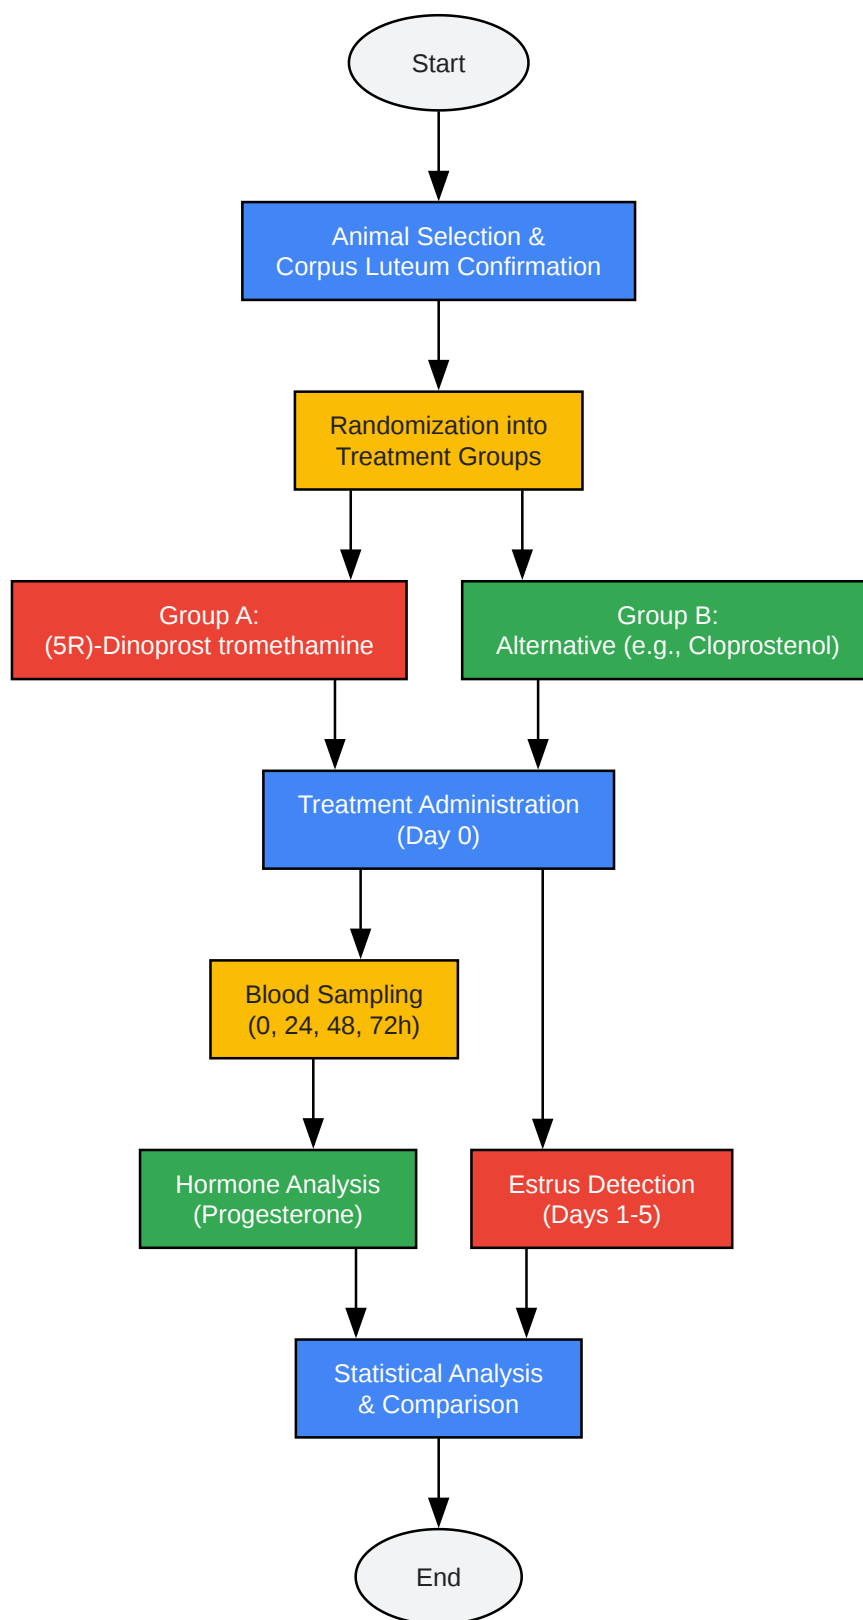 Start
Animal Selection &
Corpus Luteum Confirmation
Randomization into
Treatment Groups
Group A:
(5R)-Dinoprost tromethamine
Group B:
Alternative (e.g., Cloprostenol)
Treatment Administration
(Day 0)
Blood Sampling
(0, 24, 48, 72h)
Hormone Analysis
(Progesterone)
Estrus Detection
(Days 1-5)
Statistical Analysis
& Comparison
End